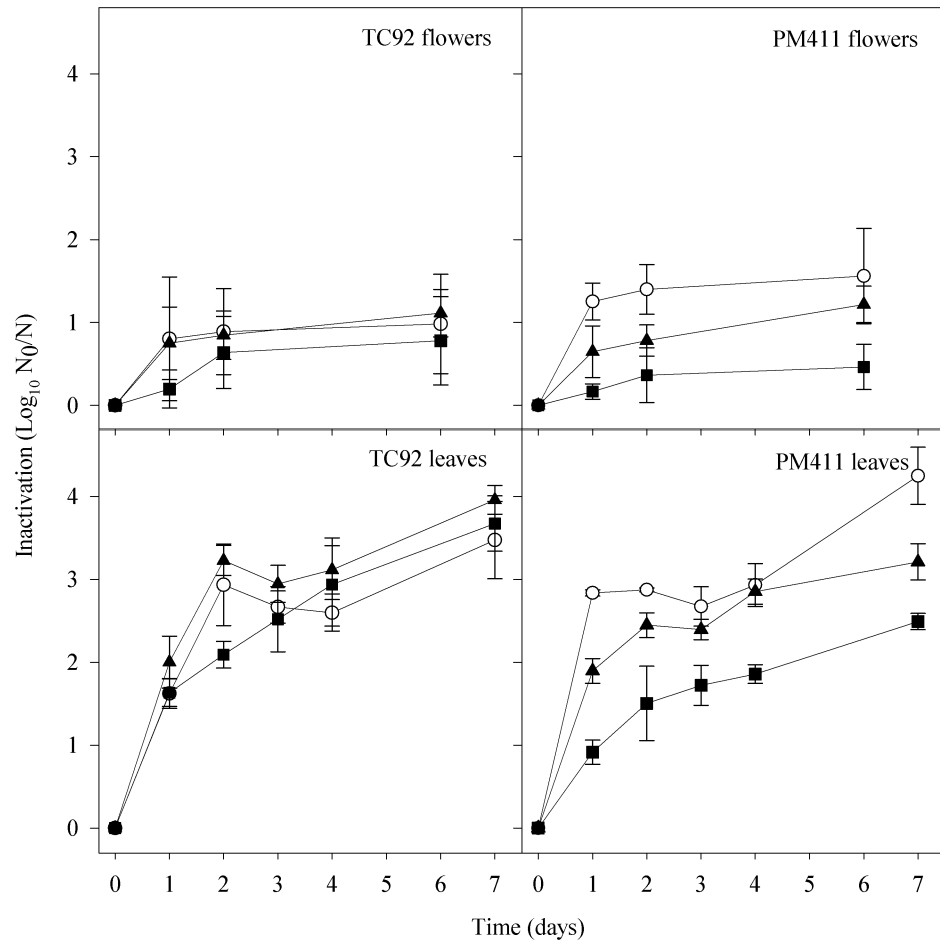 TC92 flowers
PM411 flowers
4
3
2
1
0
TC92 leaves
PM411 leaves
4
3
2
1
0
Inactivation (Log10 N0/N)
0 1 2 3 4 5 6 7 0 1 2 3 4 5 6 7
Time (days)